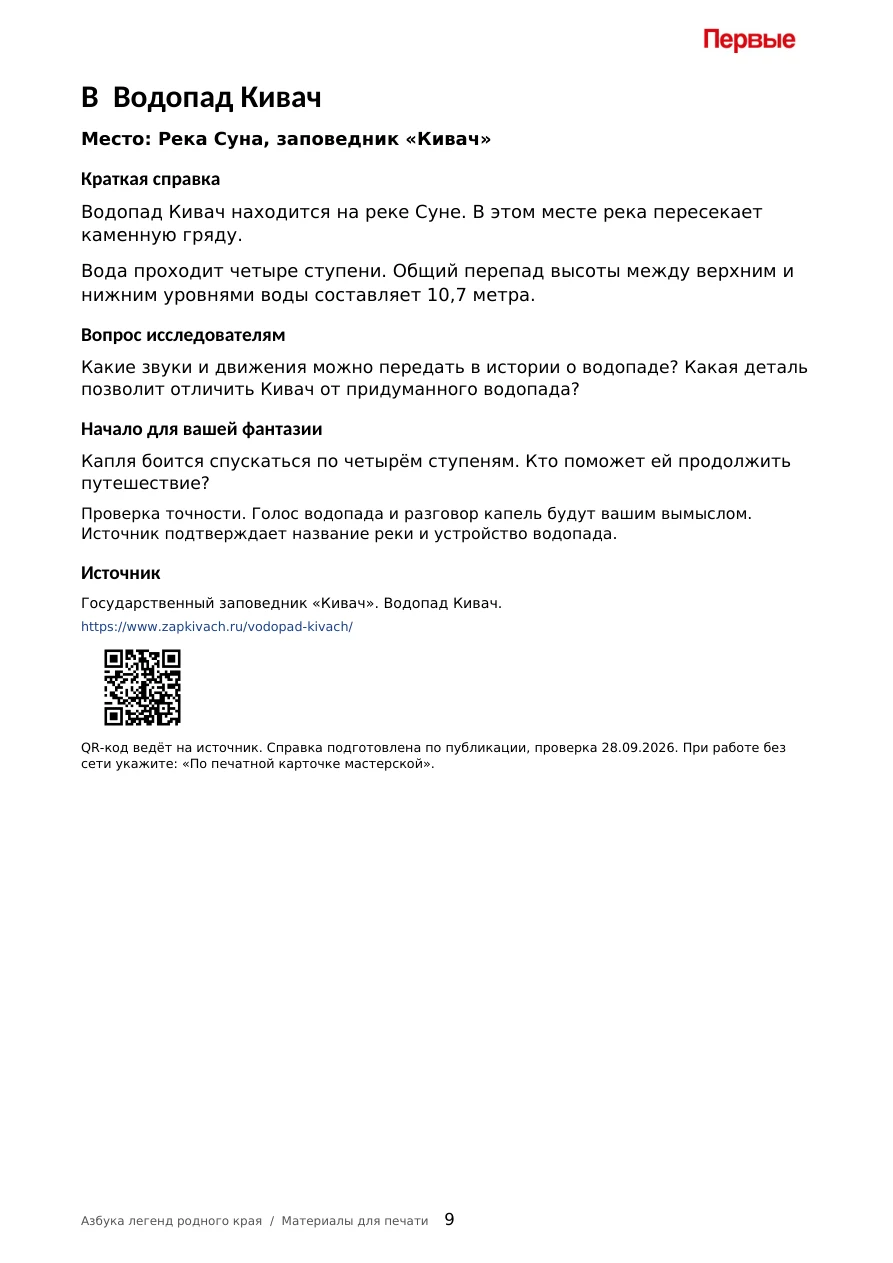 Первые
В Водопад Кивач
Место: Река Суна, заповедник «Кивач»
Краткая справка
Водопад Кивач находится на реке Суне. В этом месте река пересекает
каменную гряду.
Вода проходит четыре ступени. Общий перепад высоты между верхним и
нижним уровнями воды составляет 10,7 метра.
Вопрос исследователям
Какие звуки и движения можно передать в истории о водопаде? Какая деталь
позволит отличить Кивач от придуманного водопада?
Начало для вашей фантазии
Капля боится спускаться по четырём ступеням. Кто поможет ей продолжить
путешествие?
Проверка точности. Голос водопада и разговор капель будут вашим вымыслом.
Источник подтверждает название реки и устройство водопада.
Источник
Государственный заповедник «Кивач». Водопад Кивач.
https://www.zapkivach.ru/vodopad-kivach/
QR-код ведёт на источник. Справка подготовлена по публикации, проверка 28.09.2026. При работе без
сети укажите: «По печатной карточке мастерской».
Азбука легенд родного края / Материалы для печати 9